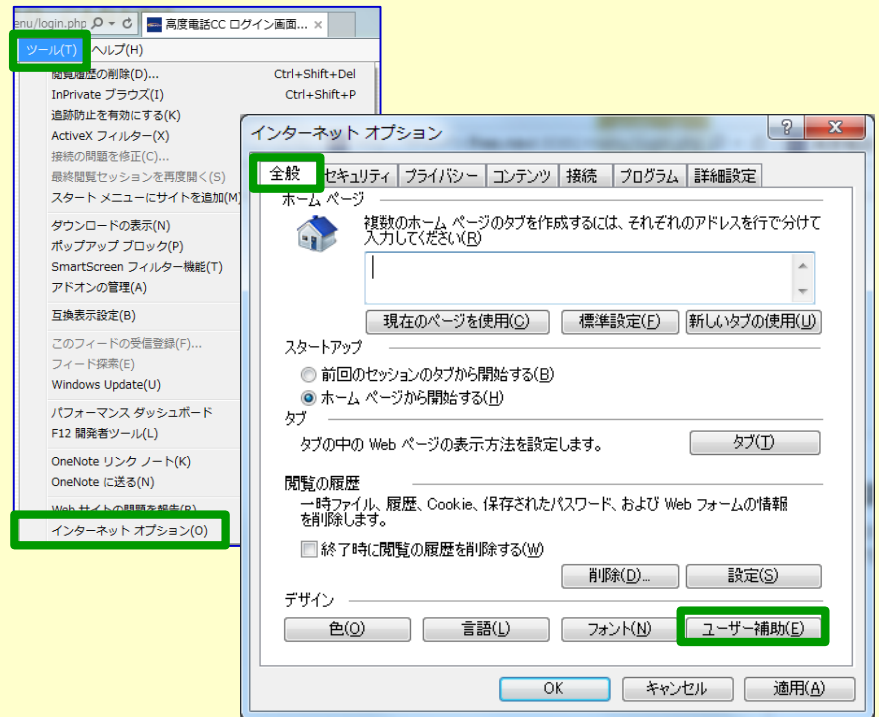 enu/login.php
高度電話CC ログイン画面...
ツール(T) ヘルプ(H)
閲覧履歴の削除(D)... Ctrl+Shift+Del
InPrivate ブラウズ(I) Ctrl+Shift+P
追跡防止を有効にする(K)
ActiveX フィルター(X)
接続の問題を修正(C)...
最終閲覧セッションを再度開く(S)
スタート メニューにサイトを追加(M
ダウンロードの表示(N)
ポップアップ ブロック(P)
SmartScreen フィルター機能(T)
アドオンの管理(A)
互換表示設定(B)
このフィードの受信登録(F)...
フィード探索(E)
Windows Update(U)
パフォーマンス ダッシュボード
F12 開発者ツール(L)
OneNote リンク ノート(K)
OneNote に送る(N)
Web サイトの問題を報告(R)
インターネット オプション(O)
インターネット オプション
全般 セキュリティ プライバシー コンテンツ 接続 プログラム 詳細設定
ホーム ページ
複数のホーム ページのタブを作成するには、それぞれのアドレスを行で分けて
入力してください(R)
現在のページを使用(C) 標準設定(F) 新しいタブの使用(U)
スタートアップ
前回のセッションのタブから開始する(B)
ホーム ページから開始する(H)
タブ
タブの中の Web ページの表示方法を設定します。 タブ(T)
閲覧の履歴
一時ファイル、履歴、Cookie、保存されたパスワード、および Web フォームの情報
を削除します。
終了時に閲覧の履歴を削除する(W)
削除(D)... 設定(S)
デザイン
色(O) 言語(L) フォント(N) ユーザー補助(E)
OK キャンセル 適用(A)